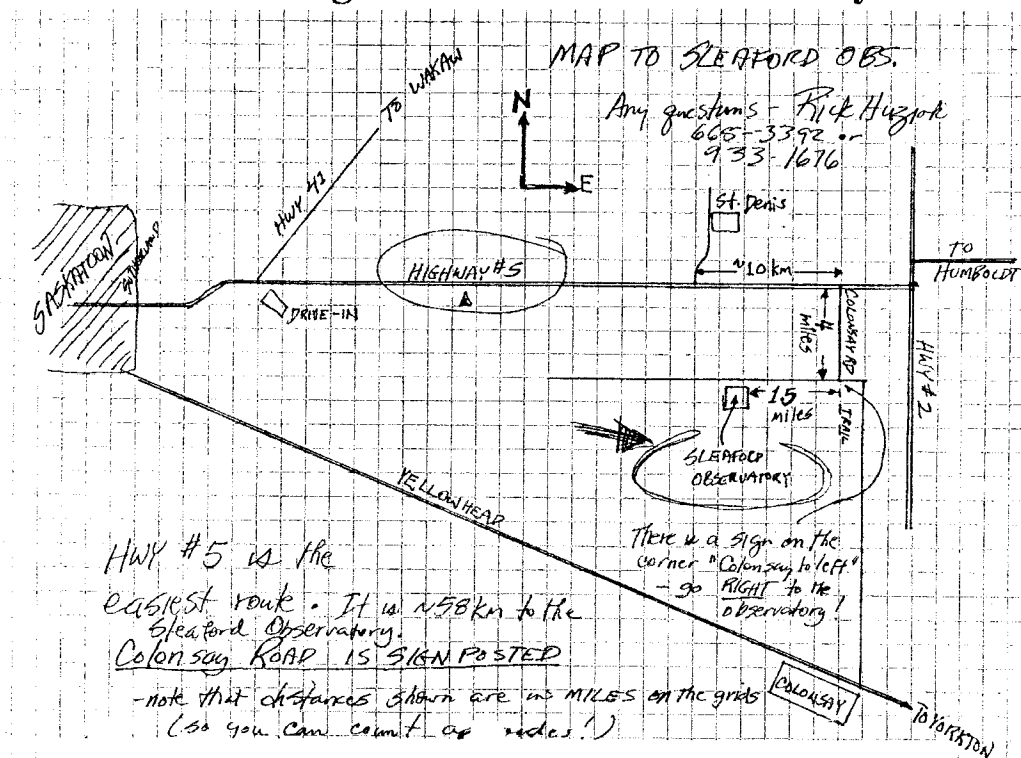 MAP TO SLEAFORD OBS.
Any questions - Rick Huziak
665-3392 or
933-1676
N
E
TO WAKAW
HWY 41
St. Denis
SASKATOON
SUTHERLAND
HIGHWAY #5
~10 km
TO
HUMBOLDT
DRIVE-IN
4
miles
COLONSAY RD
TRAIL
HWY #2
1.5
miles
SLEAFORD
OBSERVATORY
YELLOWHEAD
There is a sign on the
corner "Colonsay to left"
- go RIGHT to the
observatory!
HWY #5 is the
easiest route. It is ~58 km to the
Sleaford Observatory.
Colonsay ROAD IS SIGN POSTED
-note that distances shown are in MILES on the grids
(so you can count
COLONSAY
TO YORKTON